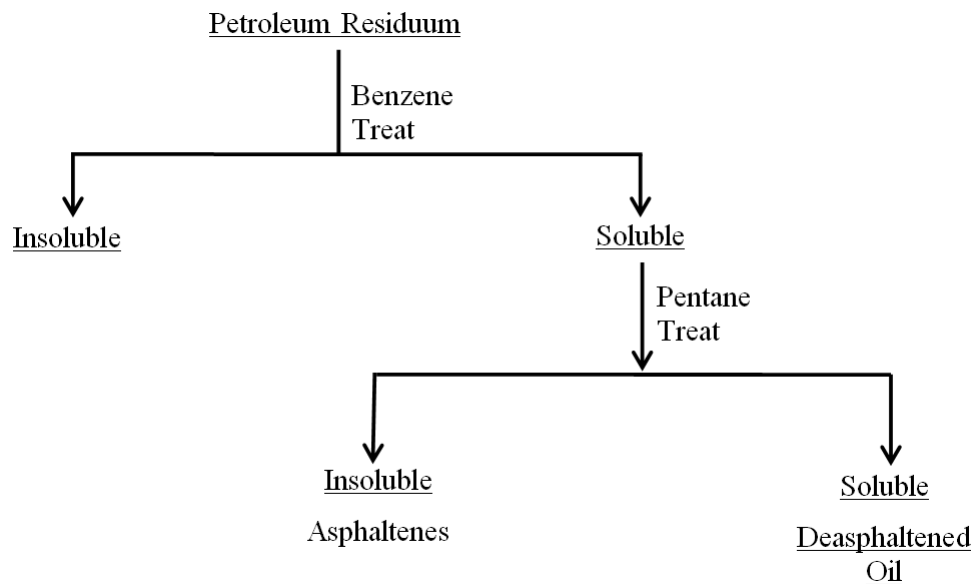 Petroleum Residuum
Benzene
Treat
Insoluble
Soluble
Pentane
Treat
Insoluble
Asphaltenes
Soluble
Deasphaltened
Oil